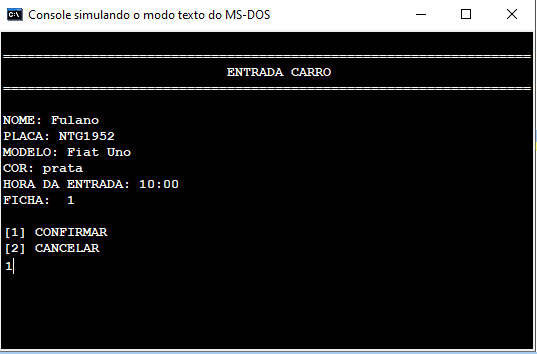 Console simulando o modo texto do MS-DOS
==================================================================
ENTRADA CARRO
==================================================================
NOME: Fulano
PLACA: NTG1952
MODELO: Fiat Uno
COR: prata
HORA DA ENTRADA: 10:00
FICHA:  1
[1] CONFIRMAR
[2] CANCELAR
1